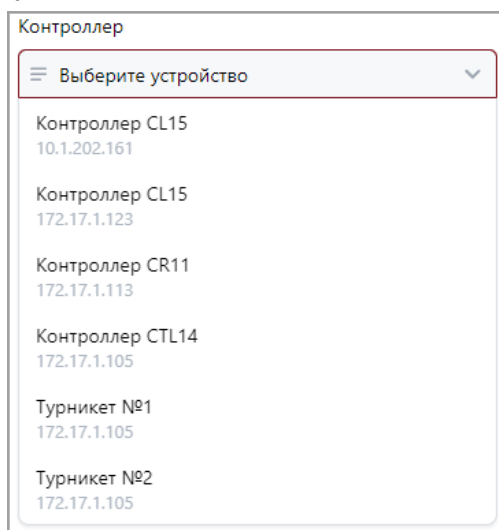 Контроллер
Выберите устройство
Контроллер CL15
10.1.202.161
Контроллер CL15
172.17.1.123
Контроллер CR11
172.17.1.113
Контроллер CTL14
172.17.1.105
Турникет №1
172.17.1.105
Турникет №2
172.17.1.105